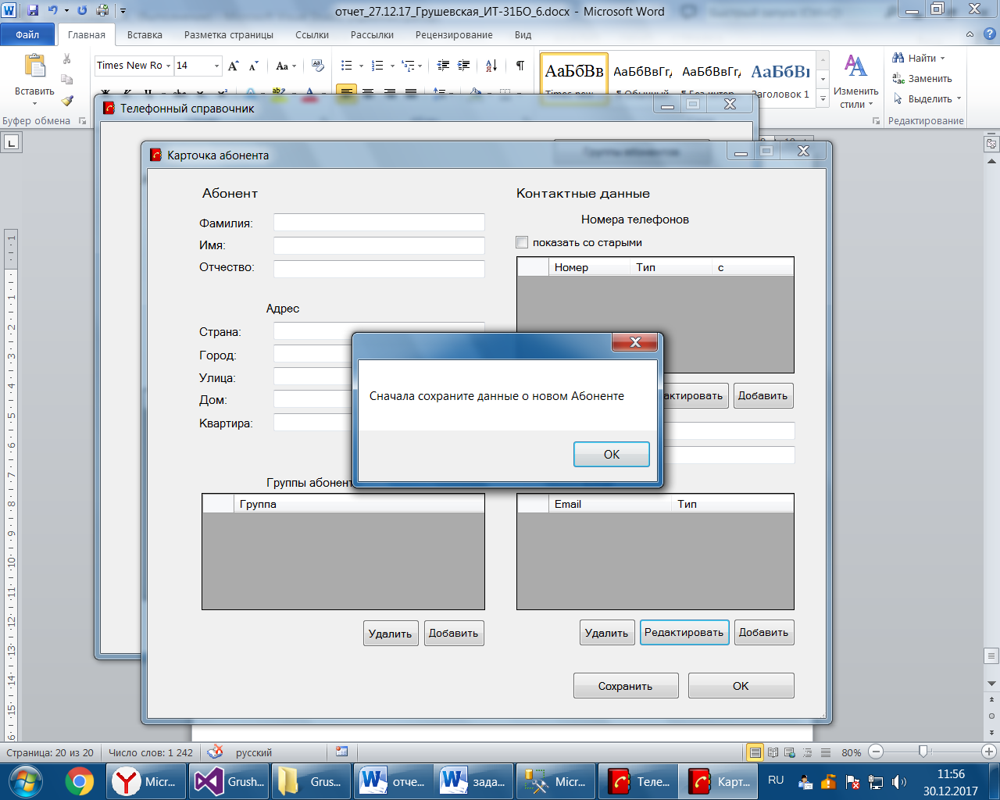 отчет_27.12.17_Грушевская_ИТ-31БО_6.docx - Microsoft Word
Файл
Главная
Вставка
Разметка страницы
Ссылки
Рассылки
Рецензирование
Вид
Вставить
Буфер обмена
Times New Ro
14
Aa
АаБбВв
АаБбВвГг,
АаБбВвГг,
АаБбВı
Заголовок 1
Изменить
стили
Найти
Заменить
Выделить
Редактирование
Телефонный справочник
Карточка абонента
Абонент
Фамилия:
Имя:
Отчество:
Адрес
Страна:
Город:
Улица:
Дом:
Квартира:
Контактные данные
Номера телефонов
показать со старыми
Номер Тип с
актировать
Добавить
Сначала сохраните данные о новом Абоненте
OK
Группы абонент
Группа
Удалить
Добавить
Email Тип
Удалить
Редактировать
Добавить
Сохранить
OK
Страница: 20 из 20
Число слов: 1 242
русский
80%
Micr...
Grush...
Grus...
отче...
зада...
Micr...
Теле...
Карт...
RU
11:56
30.12.2017